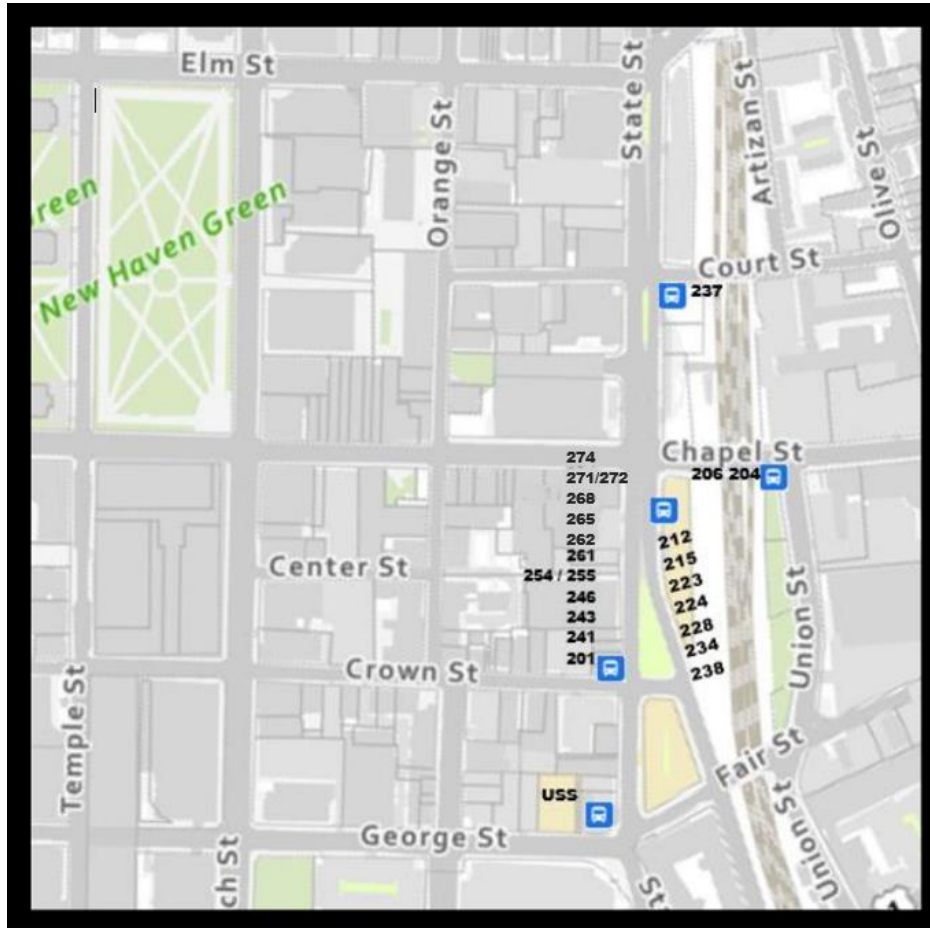 Elm St
State St
Artizan St
Orange St
Olive St
reen
New Haven Green
Court St
237
Chapel St
206 204
274
271/272
268
265
262
261
254 / 255
246
243
241
201
212
215
223
224
228
234
238
Center St
Union St
Crown St
Temple St
Fair St
USS
George St
Union St
ch St
St
1